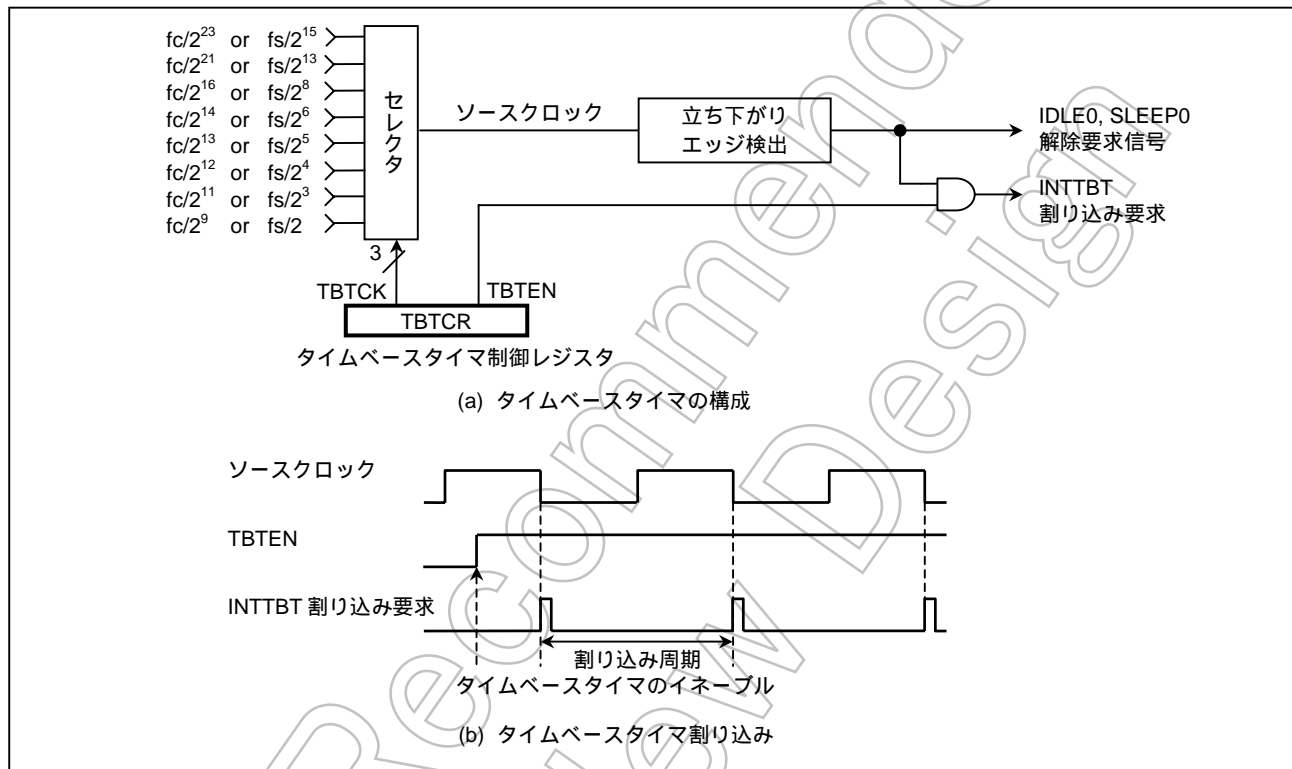 fc/2^23 or fs/2^15
fc/2^21 or fs/2^13
fc/2^16 or fs/2^8
fc/2^14 or fs/2^6
fc/2^13 or fs/2^5
fc/2^12 or fs/2^4
fc/2^11 or fs/2^3
fc/2^9 or fs/2
セレクタ
ソースクロック
立ち下がり
エッジ検出
IDLE0, SLEEP0
解除要求信号
INTTBT
割り込み要求
3
TBTCK
TBTEN
TBTCR
タイムベースタイマ制御レジスタ
(a) タイムベースタイマの構成
ソースクロック
TBTEN
INTTBT 割り込み要求
割り込み周期
タイムベースタイマのイネーブル
(b) タイムベースタイマ割り込み
Recommend
ew Design